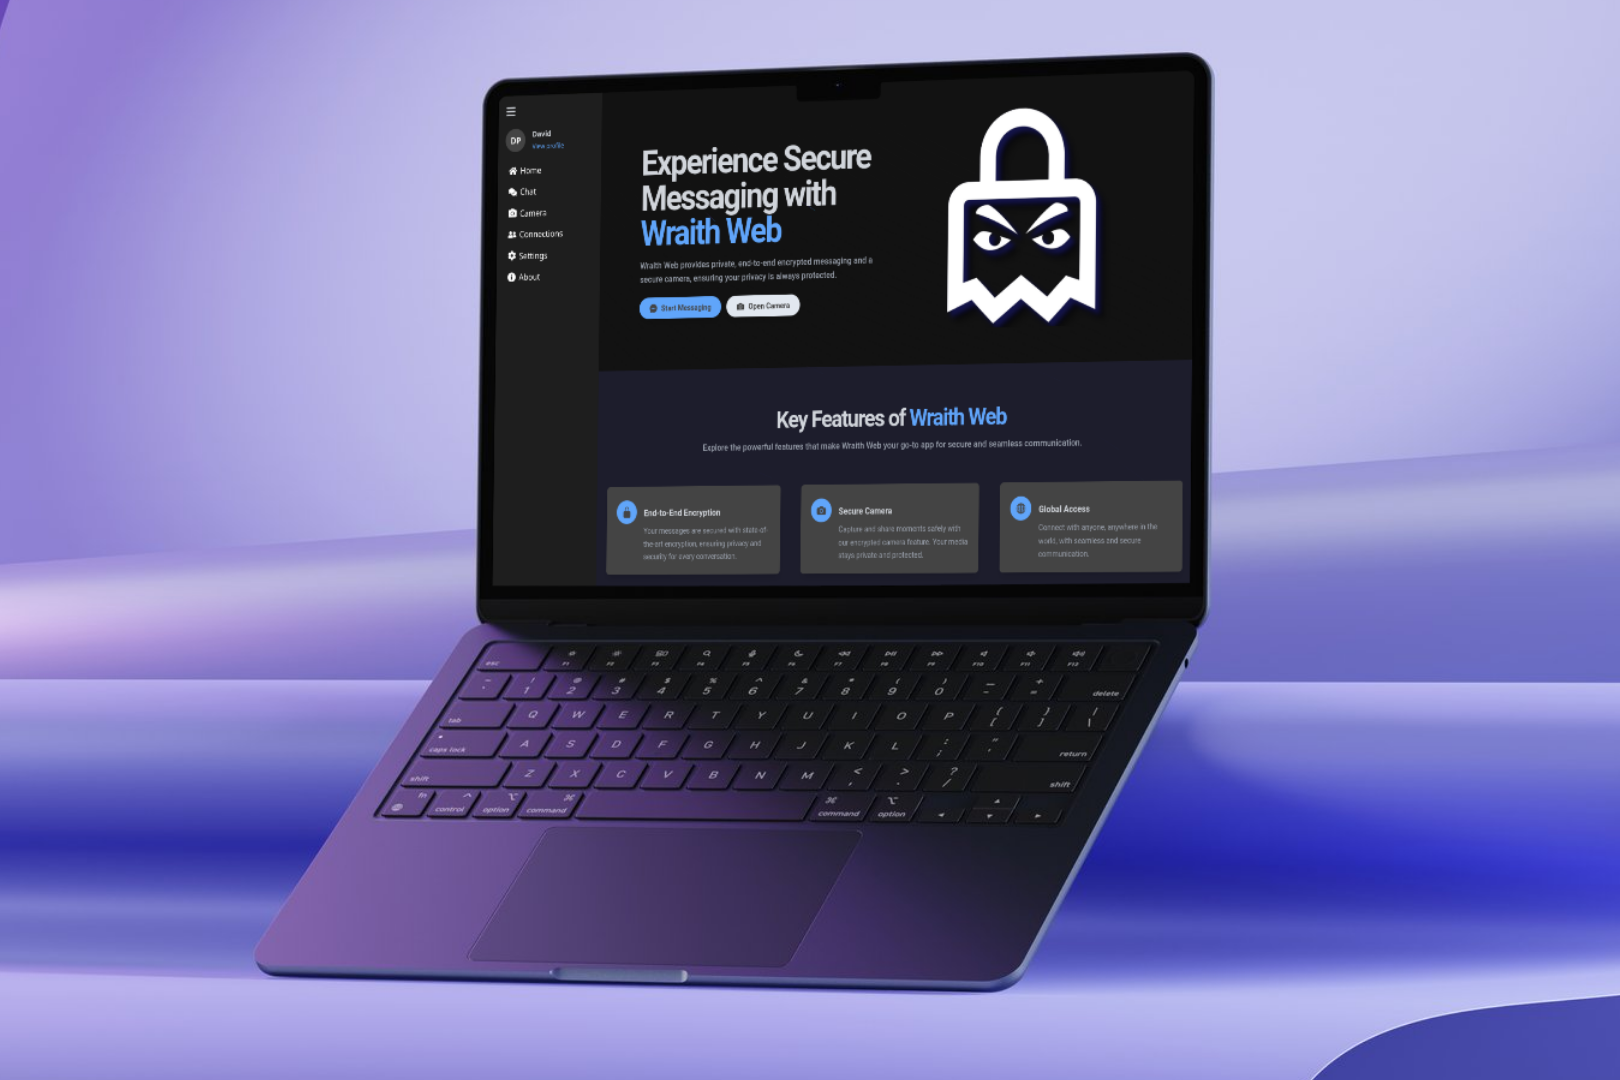 DP
David
View profile
Home
Chat
Camera
Connections
Settings
About
Experience Secure
Messaging with
Wraith Web
Wraith Web provides private, end-to-end encrypted messaging and a
secure camera, ensuring your privacy is always protected.
Start Messaging
Open Camera
Key Features of Wraith Web
Explore the powerful features that make Wraith Web your go-to app for secure and seamless communication.
End-to-End Encryption
Your messages are secured with state-of-
the-art encryption, ensuring privacy and
security for every conversation.
Secure Camera
Capture and share moments safely with
our encrypted camera feature. Your media
stays private and protected.
Global Access
Connect with anyone, anywhere in the
world, with seamless and secure
communication.
esc F1 F2 F3 F4 F5 F6 F7 F8 F9 F10 F11 F12
~ ` ! 1 @ 2 # 3 $ 4 % 5 ^ 6 & 7 * 8 ( 9 ) 0 _ - + = delete
tab Q W E R T Y U I O P { [ } ] | \
caps lock A S D F G H J K L : ; " ' return
shift Z X C V B N M < , > . ? / shift
fn control option command command option